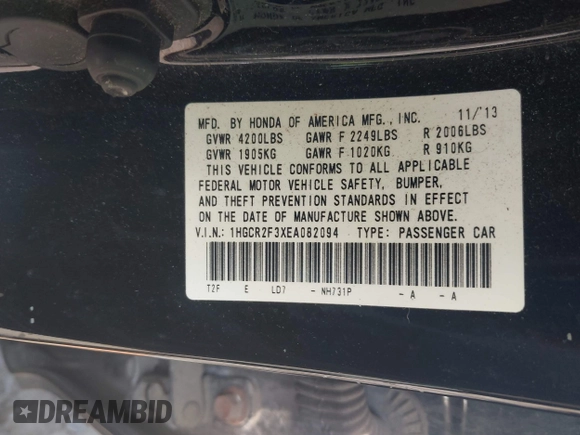 MFD. BY HONDA OF AMERICA MFG., INC. 11/'13
GVWR 4200LBS GAWR F 2249LBS R 2006LBS
GVWR 1905KG GAWR F 1020KG R 910KG
THIS VEHICLE CONFORMS TO ALL APPLICABLE
FEDERAL MOTOR VEHICLE SAFETY, BUMPER,
AND THEFT PREVENTION STANDARDS IN EFFECT
ON THE DATE OF MANUFACTURE SHOWN ABOVE.
V.I.N.: 1HGCR2F3XEA082094 TYPE: PASSENGER CAR
T2F E LD7 - NH731P - A - A
DREAMBID